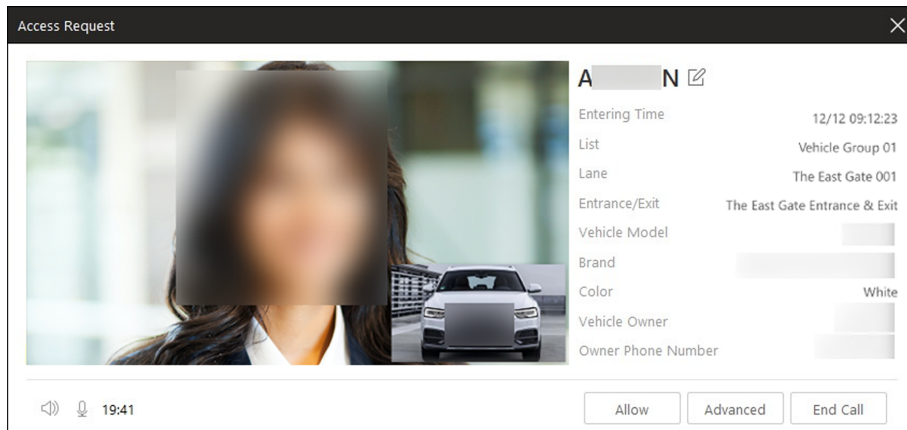 Access Request
A N
Entering Time 12/12 09:12:23
List Vehicle Group 01
Lane The East Gate 001
Entrance/Exit The East Gate Entrance & Exit
Vehicle Model
Brand
Color White
Vehicle Owner
Owner Phone Number
19:41
Allow Advanced End Call